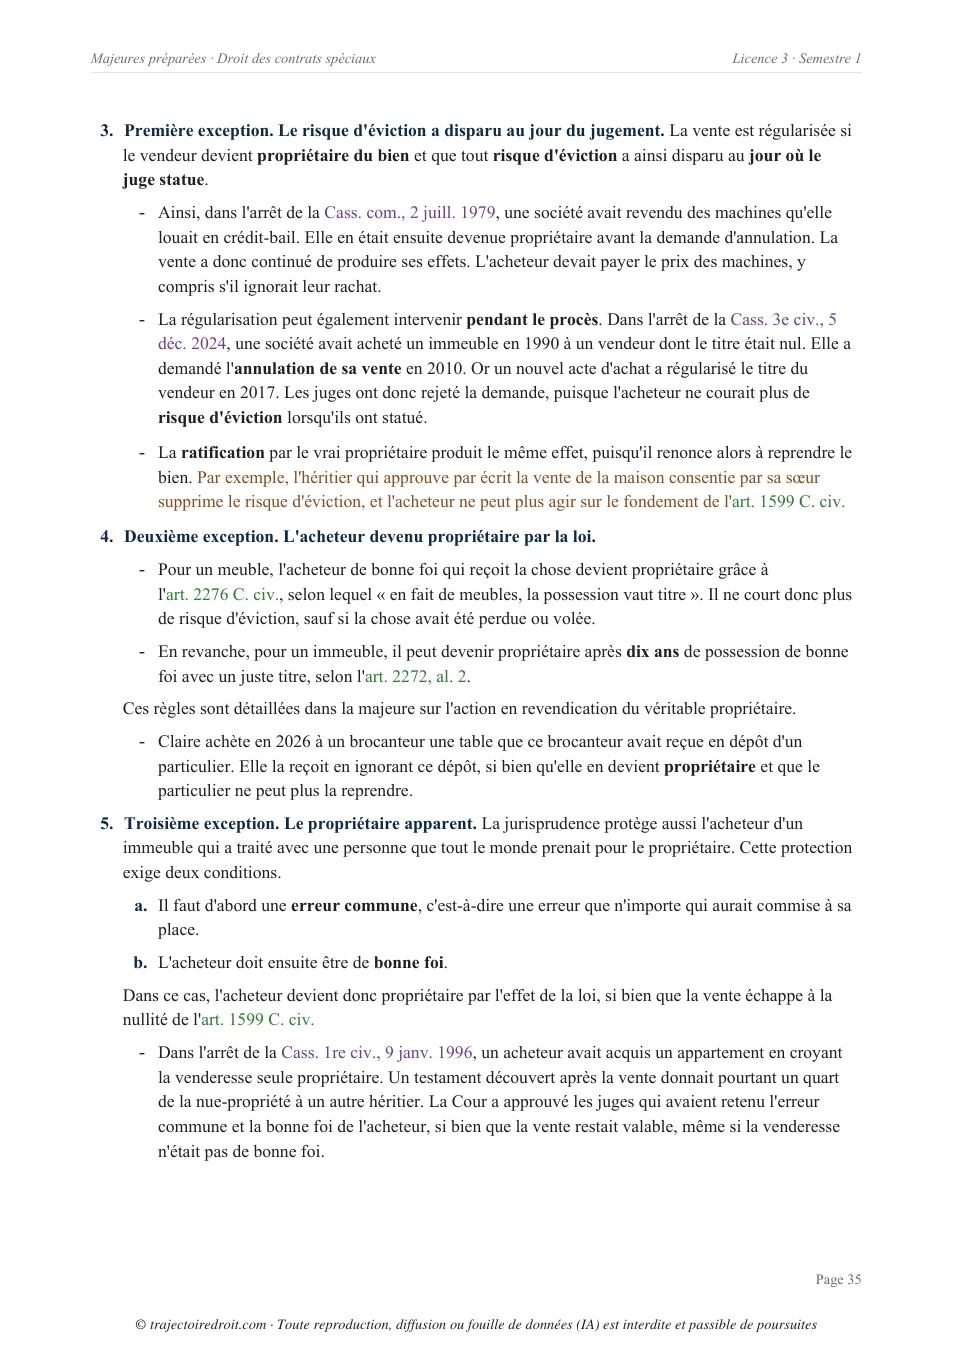 Majeures préparées · Droit des contrats spéciaux
Licence 3 · Semestre 1
3. Première exception. Le risque d'éviction a disparu au jour du jugement. La vente est régularisée si
le vendeur devient propriétaire du bien et que tout risque d'éviction a ainsi disparu au jour où le
juge statue.
- Ainsi, dans l'arrêt de la Cass. com., 2 juill. 1979, une société avait revendu des machines qu'elle
louait en crédit-bail. Elle en était ensuite devenue propriétaire avant la demande d'annulation. La
vente a donc continué de produire ses effets. L'acheteur devait payer le prix des machines, y
compris s'il ignorait leur rachat.
- La régularisation peut également intervenir pendant le procès. Dans l'arrêt de la Cass. 3e civ., 5
déc. 2024, une société avait acheté un immeuble en 1990 à un vendeur dont le titre était nul. Elle a
demandé l'annulation de sa vente en 2010. Or un nouvel acte d'achat a régularisé le titre du
vendeur en 2017. Les juges ont donc rejeté la demande, puisque l'acheteur ne courait plus de
risque d'éviction lorsqu'ils ont statué.
- La ratification par le vrai propriétaire produit le même effet, puisqu'il renonce alors à reprendre le
bien. Par exemple, l'héritier qui approuve par écrit la vente de la maison consentie par sa sœur
supprime le risque d'éviction, et l'acheteur ne peut plus agir sur le fondement de l'art. 1599 C. civ.
4. Deuxième exception. L'acheteur devenu propriétaire par la loi.
- Pour un meuble, l'acheteur de bonne foi qui reçoit la chose devient propriétaire grâce à
l'art. 2276 C. civ., selon lequel « en fait de meubles, la possession vaut titre ». Il ne court donc plus
de risque d'éviction, sauf si la chose avait été perdue ou volée.
- En revanche, pour un immeuble, il peut devenir propriétaire après dix ans de possession de bonne
foi avec un juste titre, selon l'art. 2272, al. 2.
Ces règles sont détaillées dans la majeure sur l'action en revendication du véritable propriétaire.
- Claire achète en 2026 à un brocanteur une table que ce brocanteur avait reçue en dépôt d'un
particulier. Elle la reçoit en ignorant ce dépôt, si bien qu'elle en devient propriétaire et que le
particulier ne peut plus la reprendre.
5. Troisième exception. Le propriétaire apparent. La jurisprudence protège aussi l'acheteur d'un
immeuble qui a traité avec une personne que tout le monde prenait pour le propriétaire. Cette protection
exige deux conditions.
a. Il faut d'abord une erreur commune, c'est-à-dire une erreur que n'importe qui aurait commise à sa
place.
b. L'acheteur doit ensuite être de bonne foi.
Dans ce cas, l'acheteur devient donc propriétaire par l'effet de la loi, si bien que la vente échappe à la
nullité de l'art. 1599 C. civ.
- Dans l'arrêt de la Cass. 1re civ., 9 janv. 1996, un acheteur avait acquis un appartement en croyant
la venderesse seule propriétaire. Un testament découvert après la vente donnait pourtant un quart
de la nue-propriété à un autre héritier. La Cour a approuvé les juges qui avaient retenu l'erreur
commune et la bonne foi de l'acheteur, si bien que la vente restait valable, même si la venderesse
n'était pas de bonne foi.
Page 35
© trajectoiredroit.com · Toute reproduction, diffusion ou fouille de données (IA) est interdite et passible de poursuites